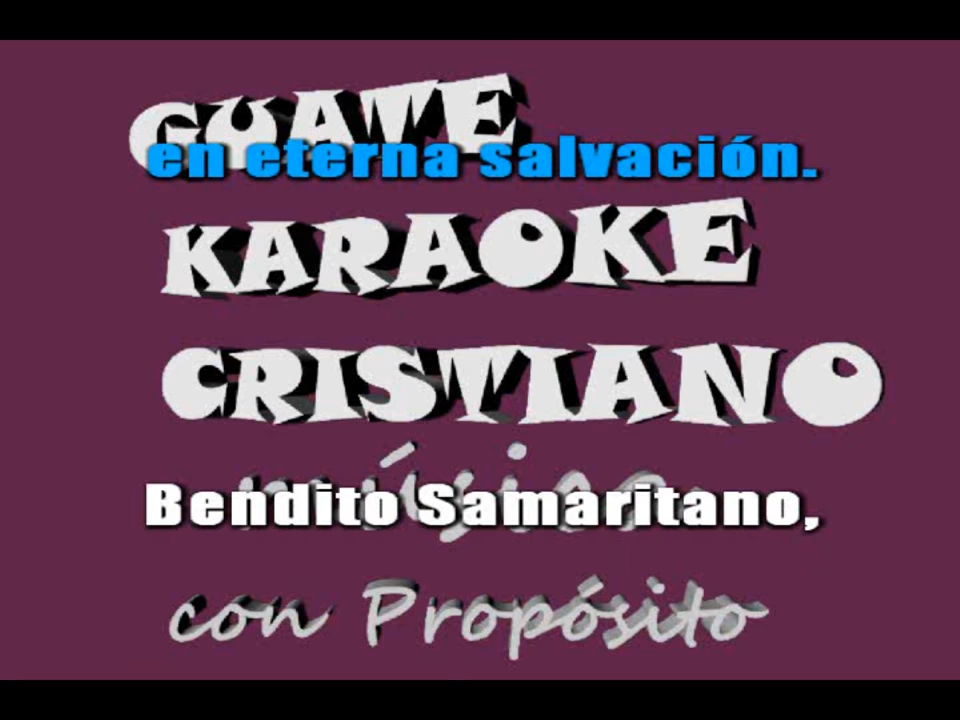 GUATE
en eterna salvación.
KARAOKE
CRISTIANO
música
Bendito Samaritano,
con Propósito